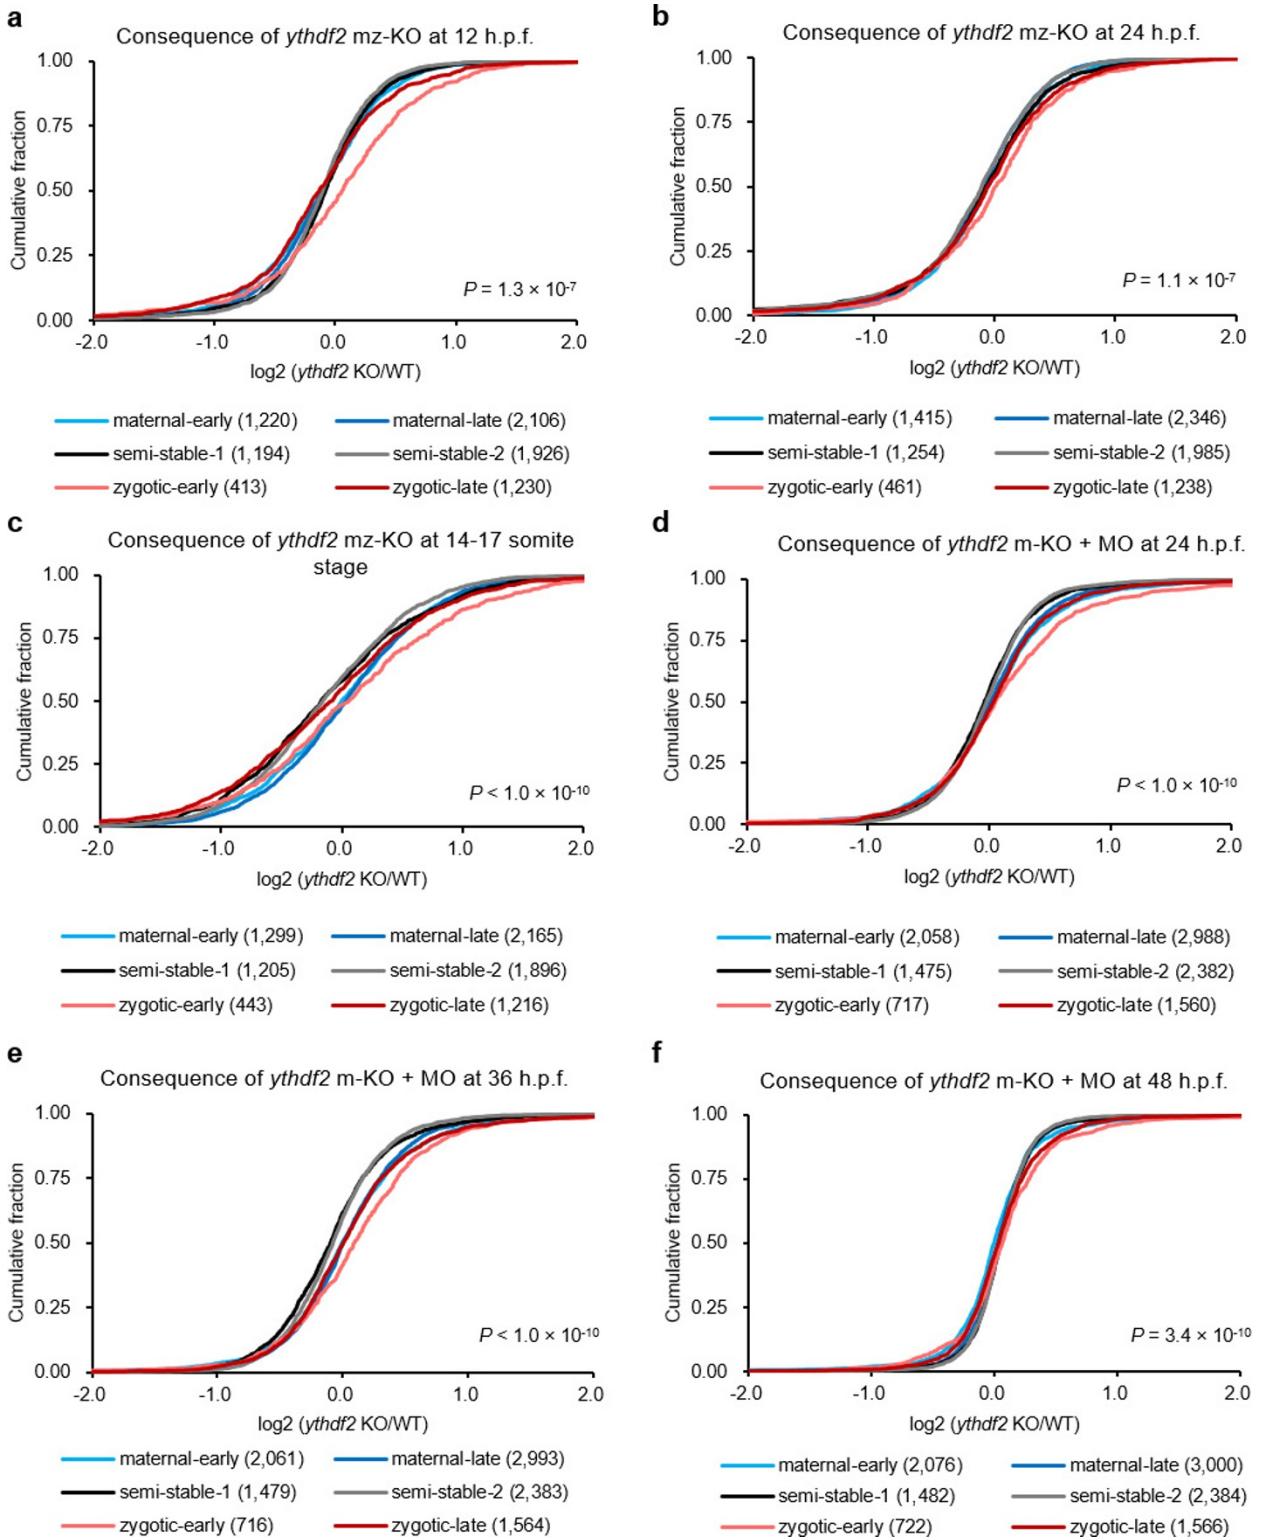 a
Consequence of ythdf2 mz-KO at 12 h.p.f.
1.00
0.75
0.50
0.25
0.00
Cumulative fraction
P = 1.3 × 10-7
-2.0 -1.0 0.0 1.0 2.0
log2 (ythdf2 KO/WT)
maternal-early (1,220) maternal-late (2,106)
semi-stable-1 (1,194) semi-stable-2 (1,926)
zygotic-early (413) zygotic-late (1,230)
b
Consequence of ythdf2 mz-KO at 24 h.p.f.
1.00
0.75
0.50
0.25
0.00
Cumulative fraction
P = 1.1 × 10-7
-2.0 -1.0 0.0 1.0 2.0
log2 (ythdf2 KO/WT)
maternal-early (1,415) maternal-late (2,346)
semi-stable-1 (1,254) semi-stable-2 (1,985)
zygotic-early (461) zygotic-late (1,238)
c
Consequence of ythdf2 mz-KO at 14-17 somite
stage
1.00
0.75
0.50
0.25
0.00
Cumulative fraction
P < 1.0 × 10-10
-2.0 -1.0 0.0 1.0 2.0
log2 (ythdf2 KO/WT)
maternal-early (1,299) maternal-late (2,165)
semi-stable-1 (1,205) semi-stable-2 (1,896)
zygotic-early (443) zygotic-late (1,216)
d
Consequence of ythdf2 m-KO + MO at 24 h.p.f.
1.00
0.75
0.50
0.25
0.00
Cumulative fraction
P < 1.0 × 10-10
-2.0 -1.0 0.0 1.0 2.0
log2 (ythdf2 KO/WT)
maternal-early (2,058) maternal-late (2,988)
semi-stable-1 (1,475) semi-stable-2 (2,382)
zygotic-early (717) zygotic-late (1,560)
e
Consequence of ythdf2 m-KO + MO at 36 h.p.f.
1.00
0.75
0.50
0.25
0.00
Cumulative fraction
P < 1.0 × 10-10
-2.0 -1.0 0.0 1.0 2.0
log2 (ythdf2 KO/WT)
maternal-early (2,061) maternal-late (2,993)
semi-stable-1 (1,479) semi-stable-2 (2,383)
zygotic-early (716) zygotic-late (1,564)
f
Consequence of ythdf2 m-KO + MO at 48 h.p.f.
1.00
0.75
0.50
0.25
0.00
Cumulative fraction
P = 3.4 × 10-10
-2.0 -1.0 0.0 1.0 2.0
log2 (ythdf2 KO/WT)
maternal-early (2,076) maternal-late (3,000)
semi-stable-1 (1,482) semi-stable-2 (2,384)
zygotic-early (722) zygotic-late (1,566)